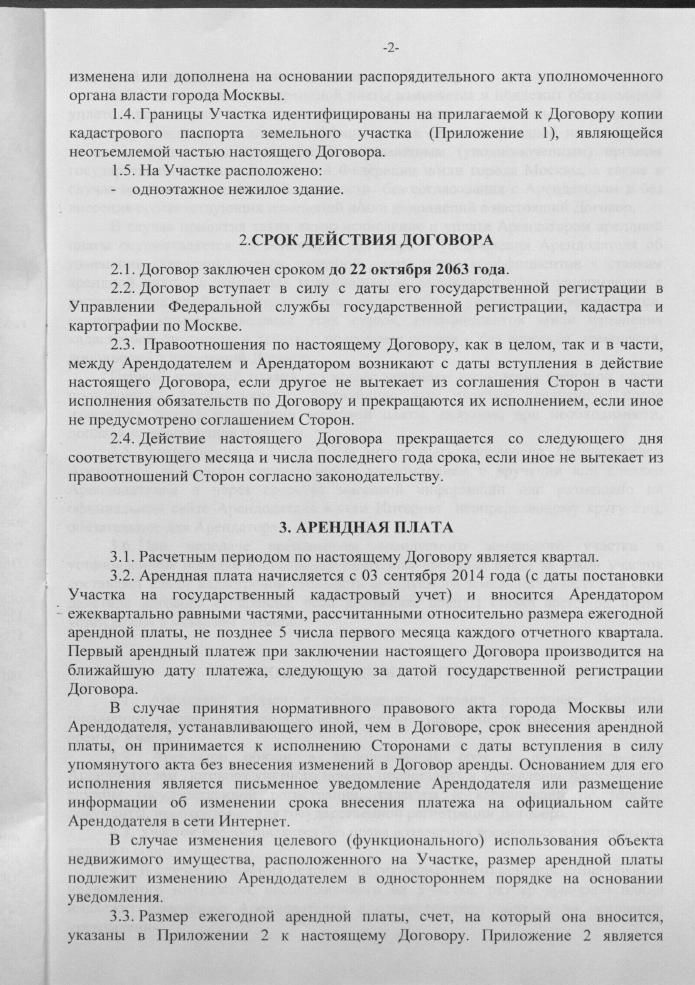 -2-
изменена или дополнена на основании распорядительного акта уполномоченного
органа власти города Москвы.
1.4. Границы Участка идентифицированы на прилагаемой к Договору копии
кадастрового паспорта земельного участка (Приложение 1), являющейся
неотъемлемой частью настоящего Договора.
1.5. На Участке расположено:
- одноэтажное нежилое здание.
2.СРОК ДЕЙСТВИЯ ДОГОВОРА
2.1. Договор заключен сроком до 22 октября 2063 года.
2.2. Договор вступает в силу с даты его государственной регистрации в
Управлении Федеральной службы государственной регистрации, кадастра и
картографии по Москве.
2.3. Правоотношения по настоящему Договору, как в целом, так и в части,
между Арендодателем и Арендатором возникают с даты вступления в действие
настоящего Договора, если другое не вытекает из соглашения Сторон в части
исполнения обязательств по Договору и прекращаются их исполнением, если иное
не предусмотрено соглашением Сторон.
2.4. Действие настоящего Договора прекращается со следующего дня
соответствующего месяца и числа последнего года срока, если иное не вытекает из
правоотношений Сторон согласно законодательству.
3. АРЕНДНАЯ ПЛАТА
3.1. Расчетным периодом по настоящему Договору является квартал.
3.2. Арендная плата начисляется с 03 сентября 2014 года (с даты постановки
Участка на государственный кадастровый учет) и вносится Арендатором
ежеквартально равными частями, рассчитанными относительно размера ежегодной
арендной платы, не позднее 5 числа первого месяца каждого отчетного квартала.
Первый арендный платеж при заключении настоящего Договора производится на
ближайшую дату платежа, следующую за датой государственной регистрации
Договора.
В случае принятия нормативного правового акта города Москвы или
Арендодателя, устанавливающего иной, чем в Договоре, срок внесения арендной
платы, он принимается к исполнению Сторонами с даты вступления в силу
упомянутого акта без внесения изменений в Договор аренды. Основанием для его
исполнения является письменное уведомление Арендодателя или размещение
информации об изменении срока внесения платежа на официальном сайте
Арендодателя в сети Интернет.
В случае изменения целевого (функционального) использования объекта
недвижимого имущества, расположенного на Участке, размер арендной платы
подлежит изменению Арендодателем в одностороннем порядке на основании
уведомления.
3.3. Размер ежегодной арендной платы, счет, на который она вносится,
указаны в Приложении 2 к настоящему Договору. Приложение 2 является